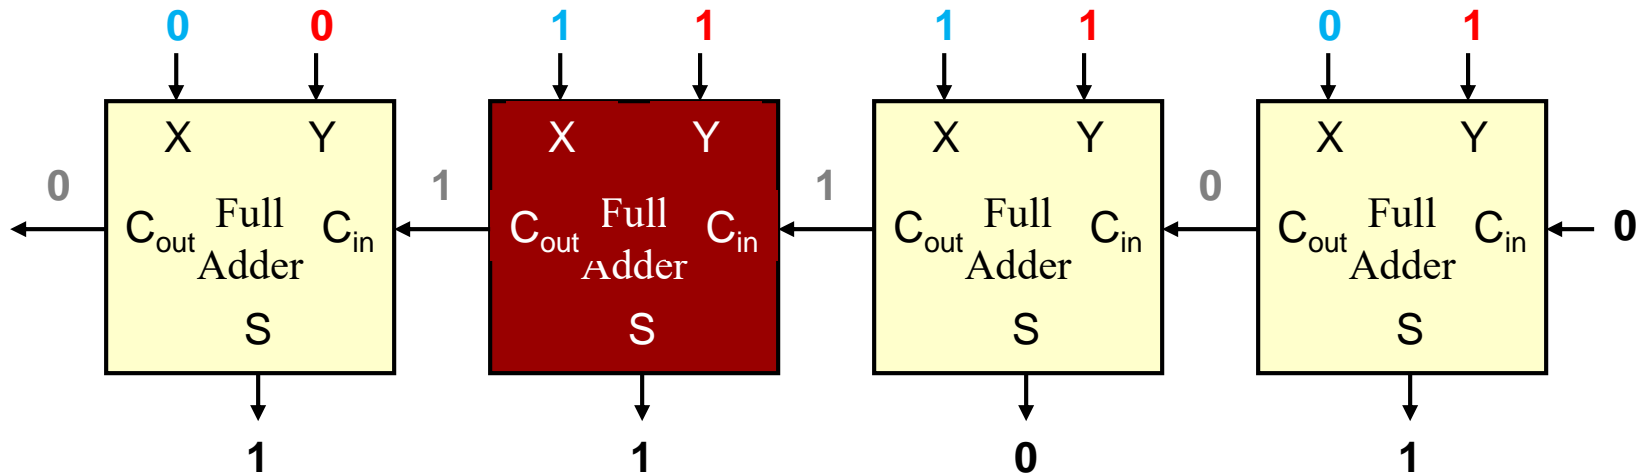 0 0 1 1 1 1 0 1
X Y X Y X Y X Y
0 1 1 0
Cout Full Adder Cin Cout Full Adder Cin Cout Full Adder Cin Cout Full Adder Cin 0
S S S S
1 1 0 1